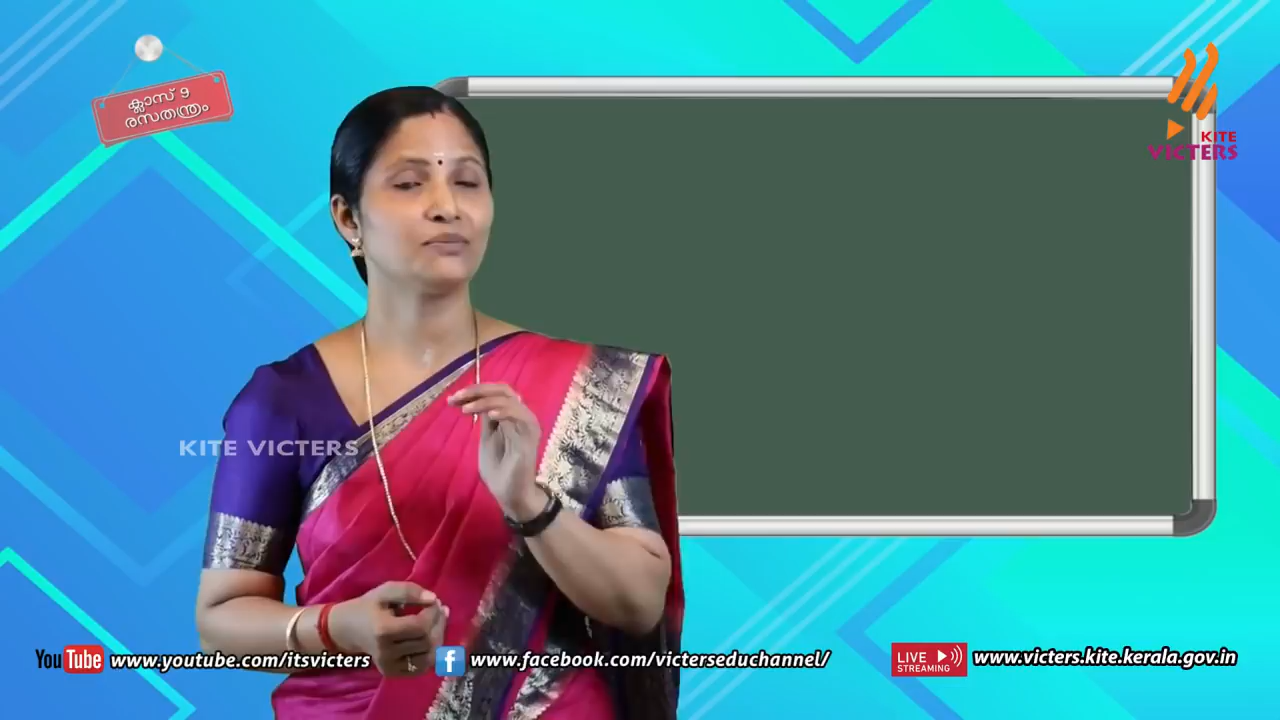 ക്ലാസ് 9
രസതന്ത്രം
KITE
VICTERS
KITE VICTERS
YouTube www.youtube.com/itsvicters
f www.facebook.com/victerseduchannel/
LIVE
STREAMING
www.victers.kite.kerala.gov.in